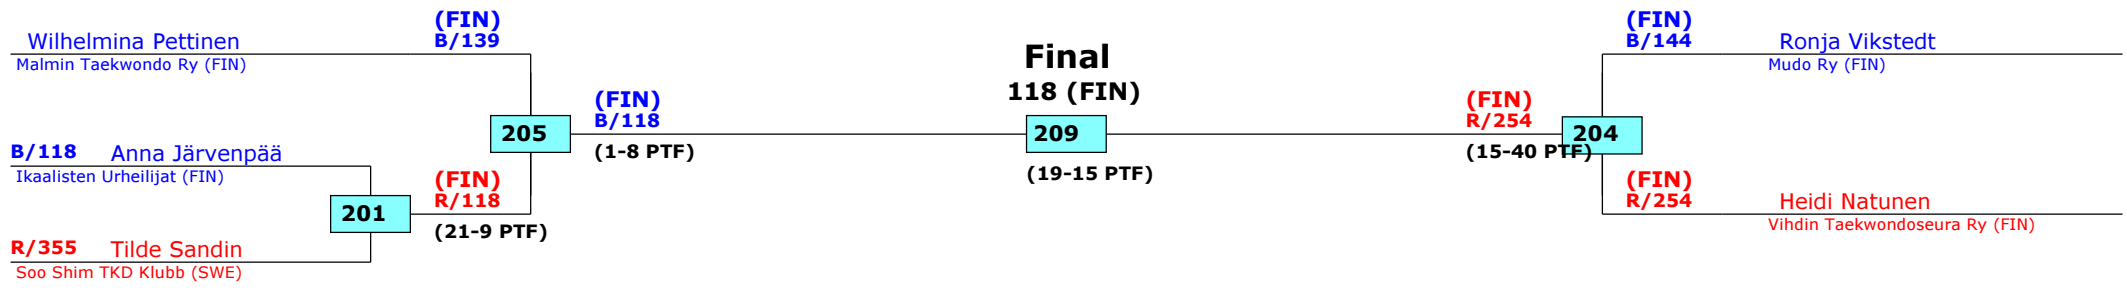 (FIN)
B/139
Wilhelmina Pettinen
Malmin Taekwondo Ry (FIN)
B/118 Anna Järvenpää
Ikaalisten Urheilijat (FIN)
R/355 Tilde Sandin
Soo Shim TKD Klubb (SWE)
201
(FIN)
R/118
(21-9 PTF)
205
(FIN)
B/118
(1-8 PTF)
Final
118 (FIN)
209
(19-15 PTF)
(FIN)
R/254
(15-40 PTF)
204
(FIN)
B/144
Ronja Vikstedt
Mudo Ry (FIN)
(FIN)
R/254
Heidi Natunen
Vihdin Taekwondoseura Ry (FIN)